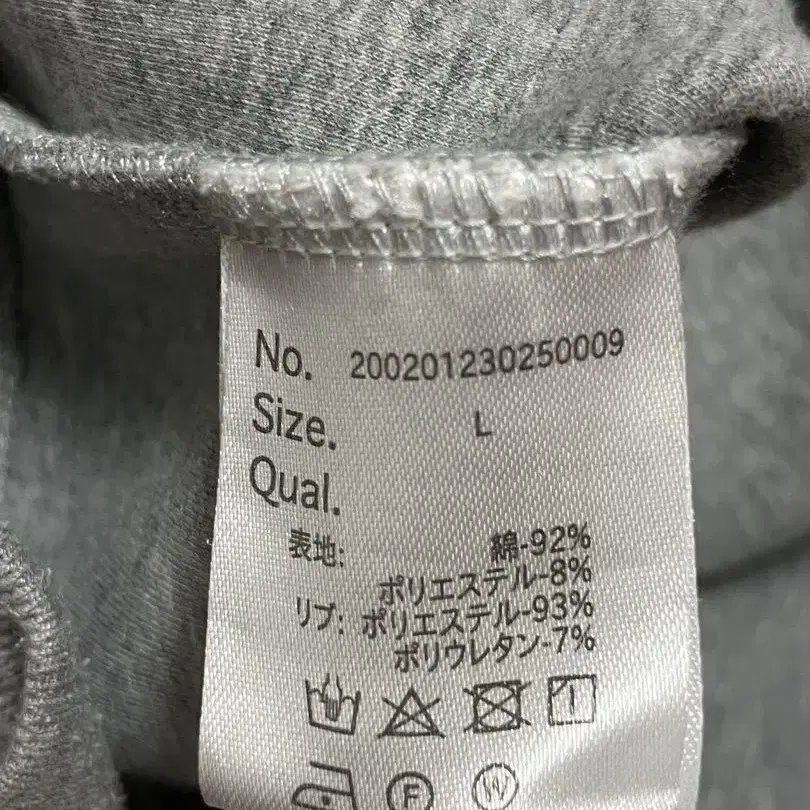 No. 200201230250009
Size. L
Qual.
表地: 綿-92%
ポリエステル-8%
リブ: ポリエステル-93%
ポリウレタン-7%
F W